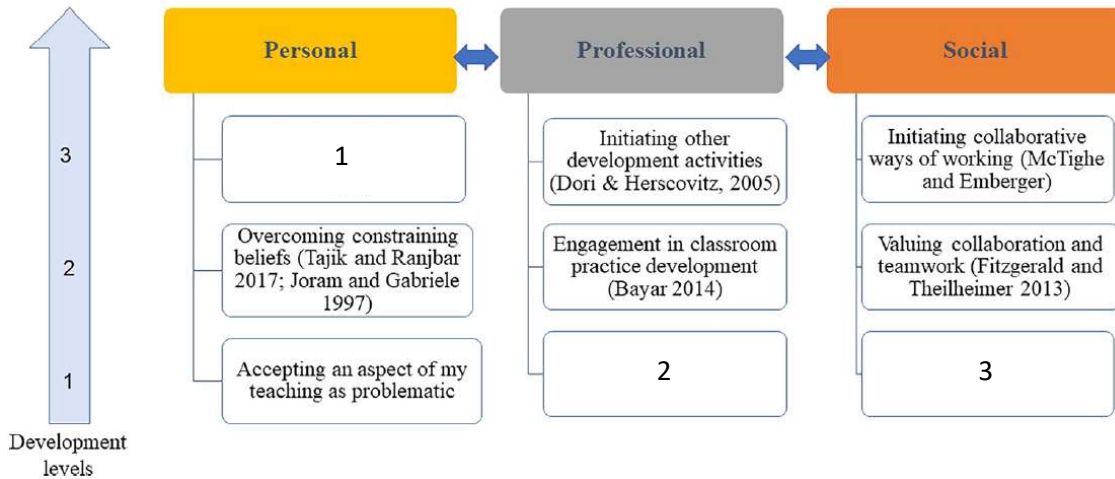 Personal
Professional
Social
3
1
Initiating other
development activities
(Dori & Herscovitz, 2005)
Initiating collaborative
ways of working (McTighe
and Emberger)
2
Overcoming constraining
beliefs (Tajik and Ranjbar
2017; Joram and Gabriele
1997)
Engagement in classroom
practice development
(Bayar 2014)
Valuing collaboration and
teamwork (Fitzgerald and
Theilheimer 2013)
1
Accepting an aspect of my
teaching as problematic
2
3
Development
levels